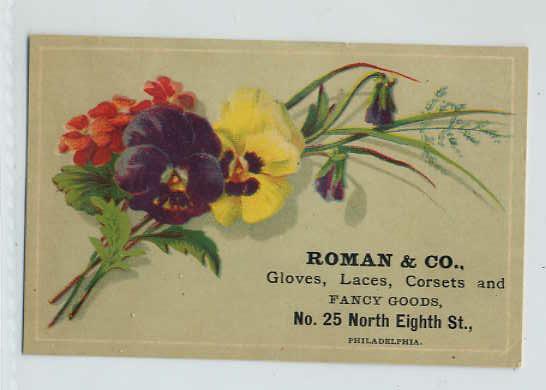 ROMAN & CO.,
Gloves, Laces, Corsets and
FANCY GOODS,
No. 25 North Eighth St.,
PHILADELPHIA.